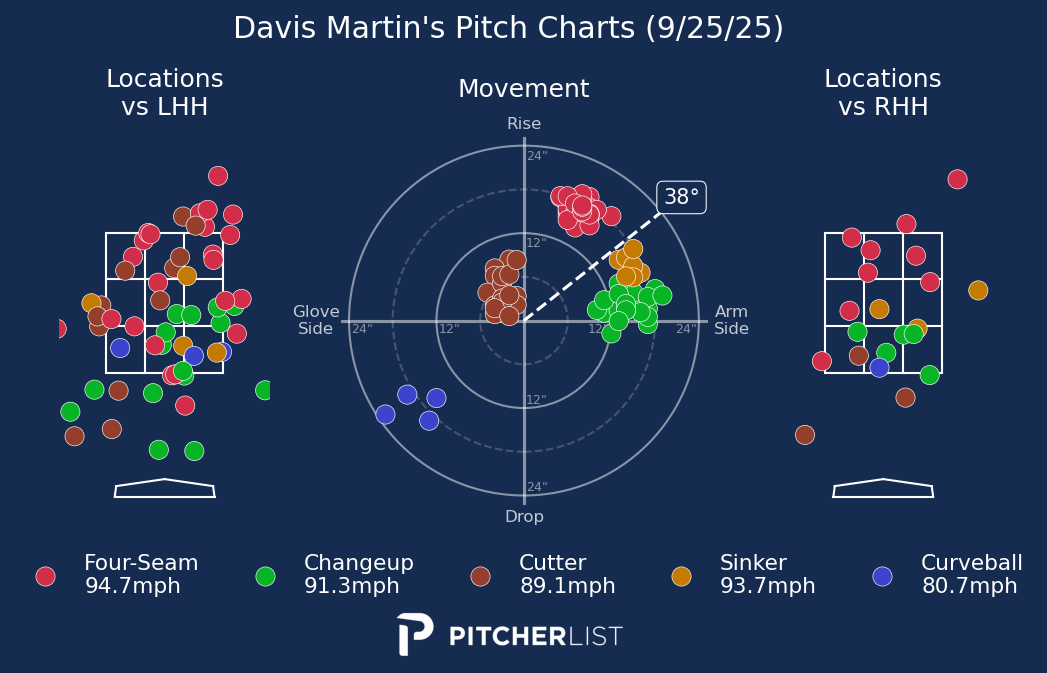 Davis Martin's Pitch Charts (9/25/25)
Locations
vs LHH
Movement
Locations
vs RHH
Rise
24"
38°
12"
Glove
Side
24"
12"
12"
24"
Arm
Side
12"
24"
Drop
Four-Seam
94.7mph
Changeup
91.3mph
Cutter
89.1mph
Sinker
93.7mph
Curveball
80.7mph
PITCHERLIST